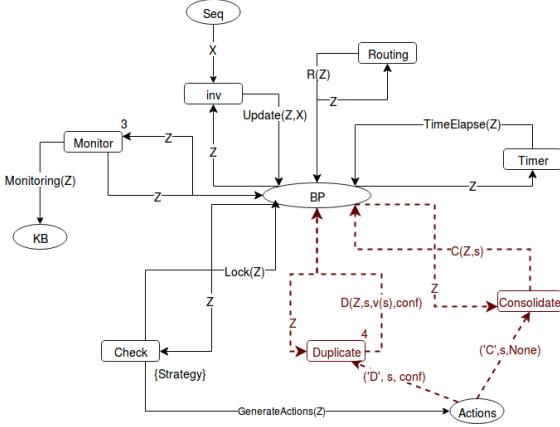 Seq
X
Routing
R(Z)
inv
Z
Update(Z,X)
3
Monitor
Z
TimeElapse(Z)
Timer
Z
Monitoring(Z)
Z
Z
BP
KB
C(Z,s)
Lock(Z)
Z
Z
D(Z,s,v(s),conf)
Consolidate
Z
4
Check
Duplicate
{Strategy}
('C',s,None)
('D', s, conf)
GenerateActions(Z)
Actions